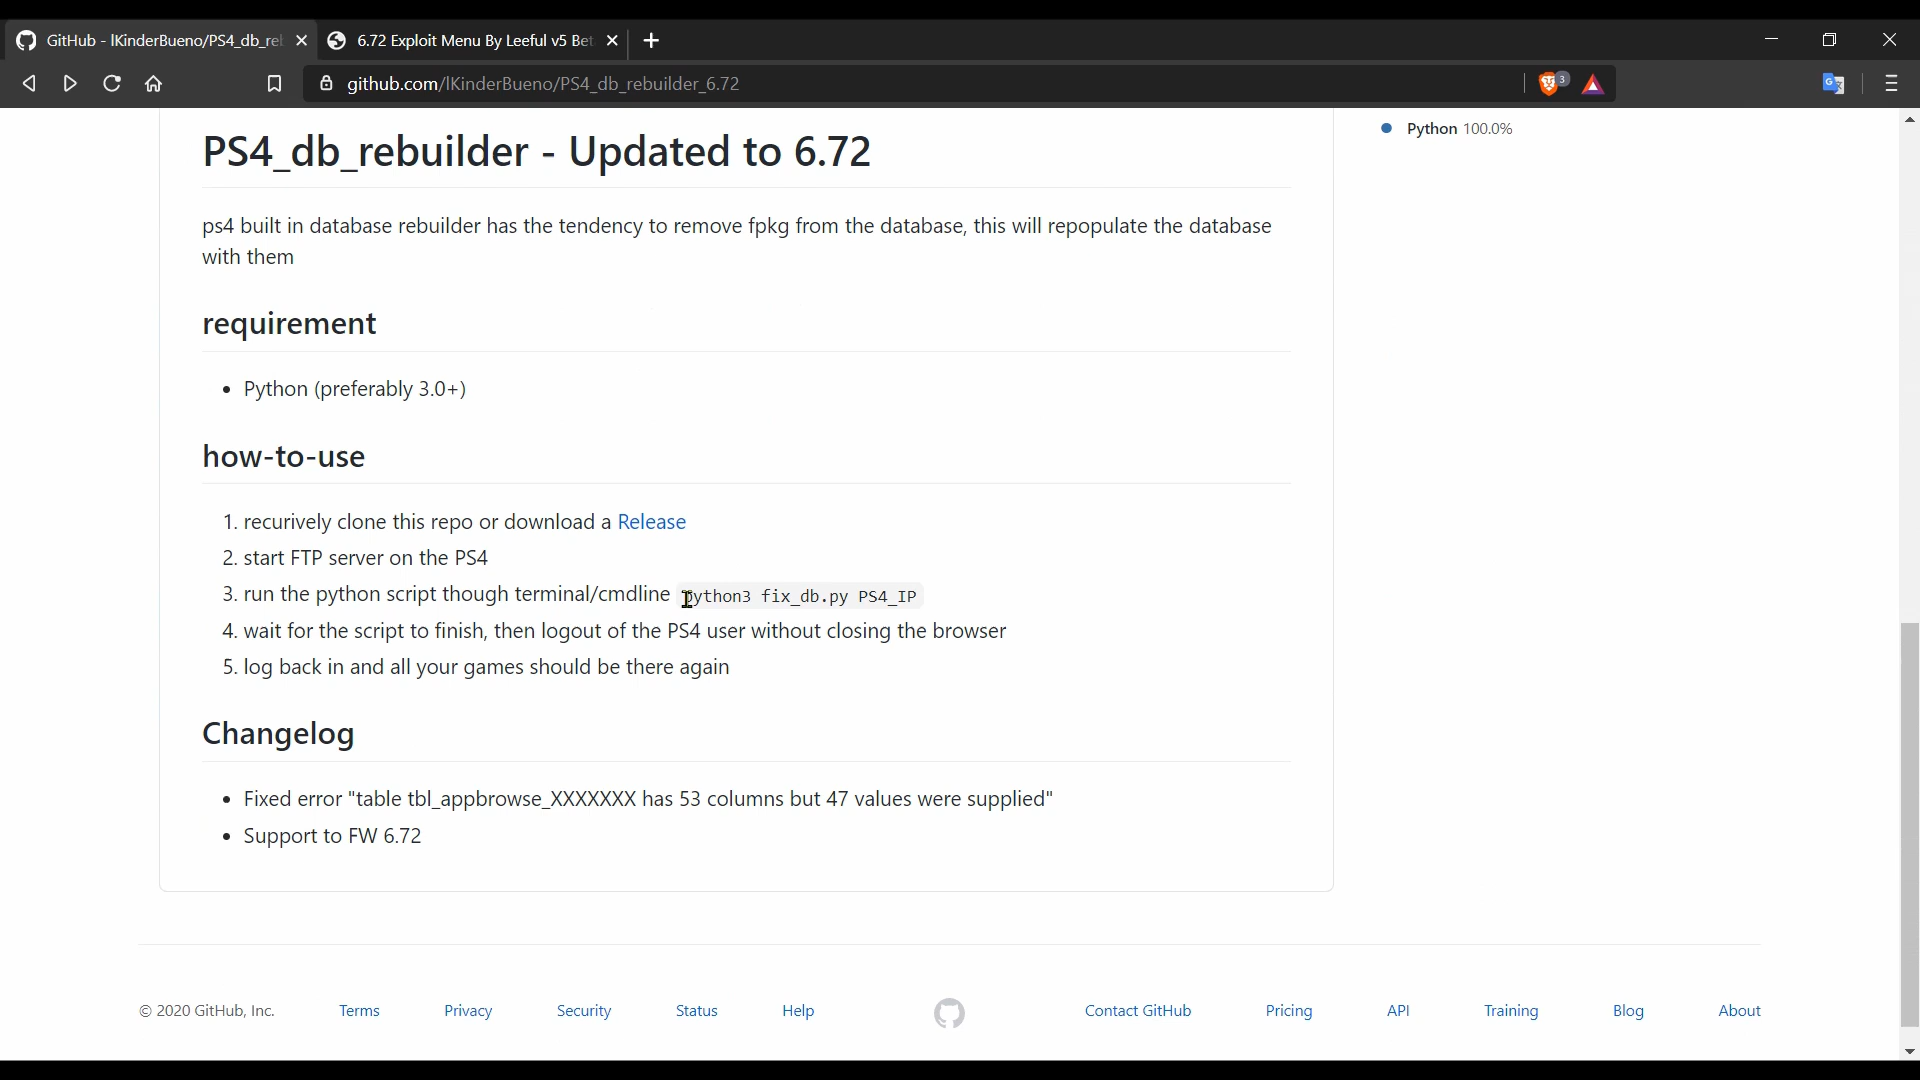 GitHub - lKinderBueno/PS4_db_re
6.72 Exploit Menu By Leeful v5 Bet
github.com/lKinderBueno/PS4_db_rebuilder_6.72
3
PS4_db_rebuilder - Updated to 6.72
Python 100.0%
ps4 built in database rebuilder has the tendency to remove fpkg from the database, this will repopulate the database
with them
requirement
• Python (preferably 3.0+)
how-to-use
1. recurively clone this repo or download a Release
2. start FTP server on the PS4
3. run the python script though terminal/cmdline python3 fix_db.py PS4_IP
4. wait for the script to finish, then logout of the PS4 user without closing the browser
5. log back in and all your games should be there again
Changelog
• Fixed error "table tbl_appbrowse_XXXXXXX has 53 columns but 47 values were supplied"
• Support to FW 6.72
© 2020 GitHub, Inc. Terms Privacy Security Status Help Contact GitHub Pricing API Training Blog About